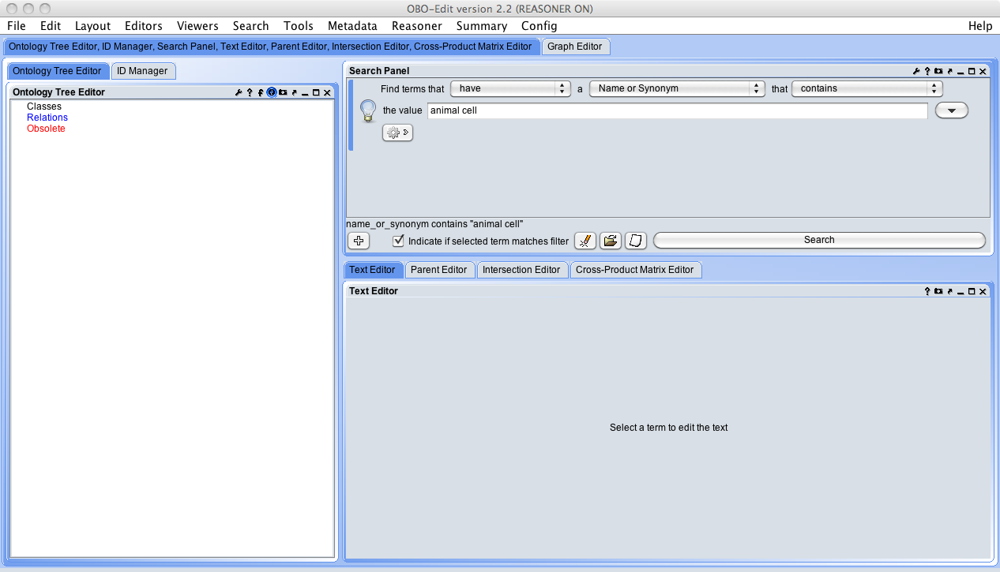 OBO-Edit version 2.2 (REASONER ON)
File Edit Layout Editors Viewers Search Tools Metadata Reasoner Summary Config Help
Ontology Tree Editor, ID Manager, Search Panel, Text Editor, Parent Editor, Intersection Editor, Cross-Product Matrix Editor Graph Editor
Ontology Tree Editor ID Manager
Ontology Tree Editor
Classes
Relations
Obsolete
Search Panel
Find terms that have a Name or Synonym that contains
the value animal cell
name_or_synonym contains "animal cell"
Indicate if selected term matches filter Search
Text Editor Parent Editor Intersection Editor Cross-Product Matrix Editor
Text Editor
Select a term to edit the text